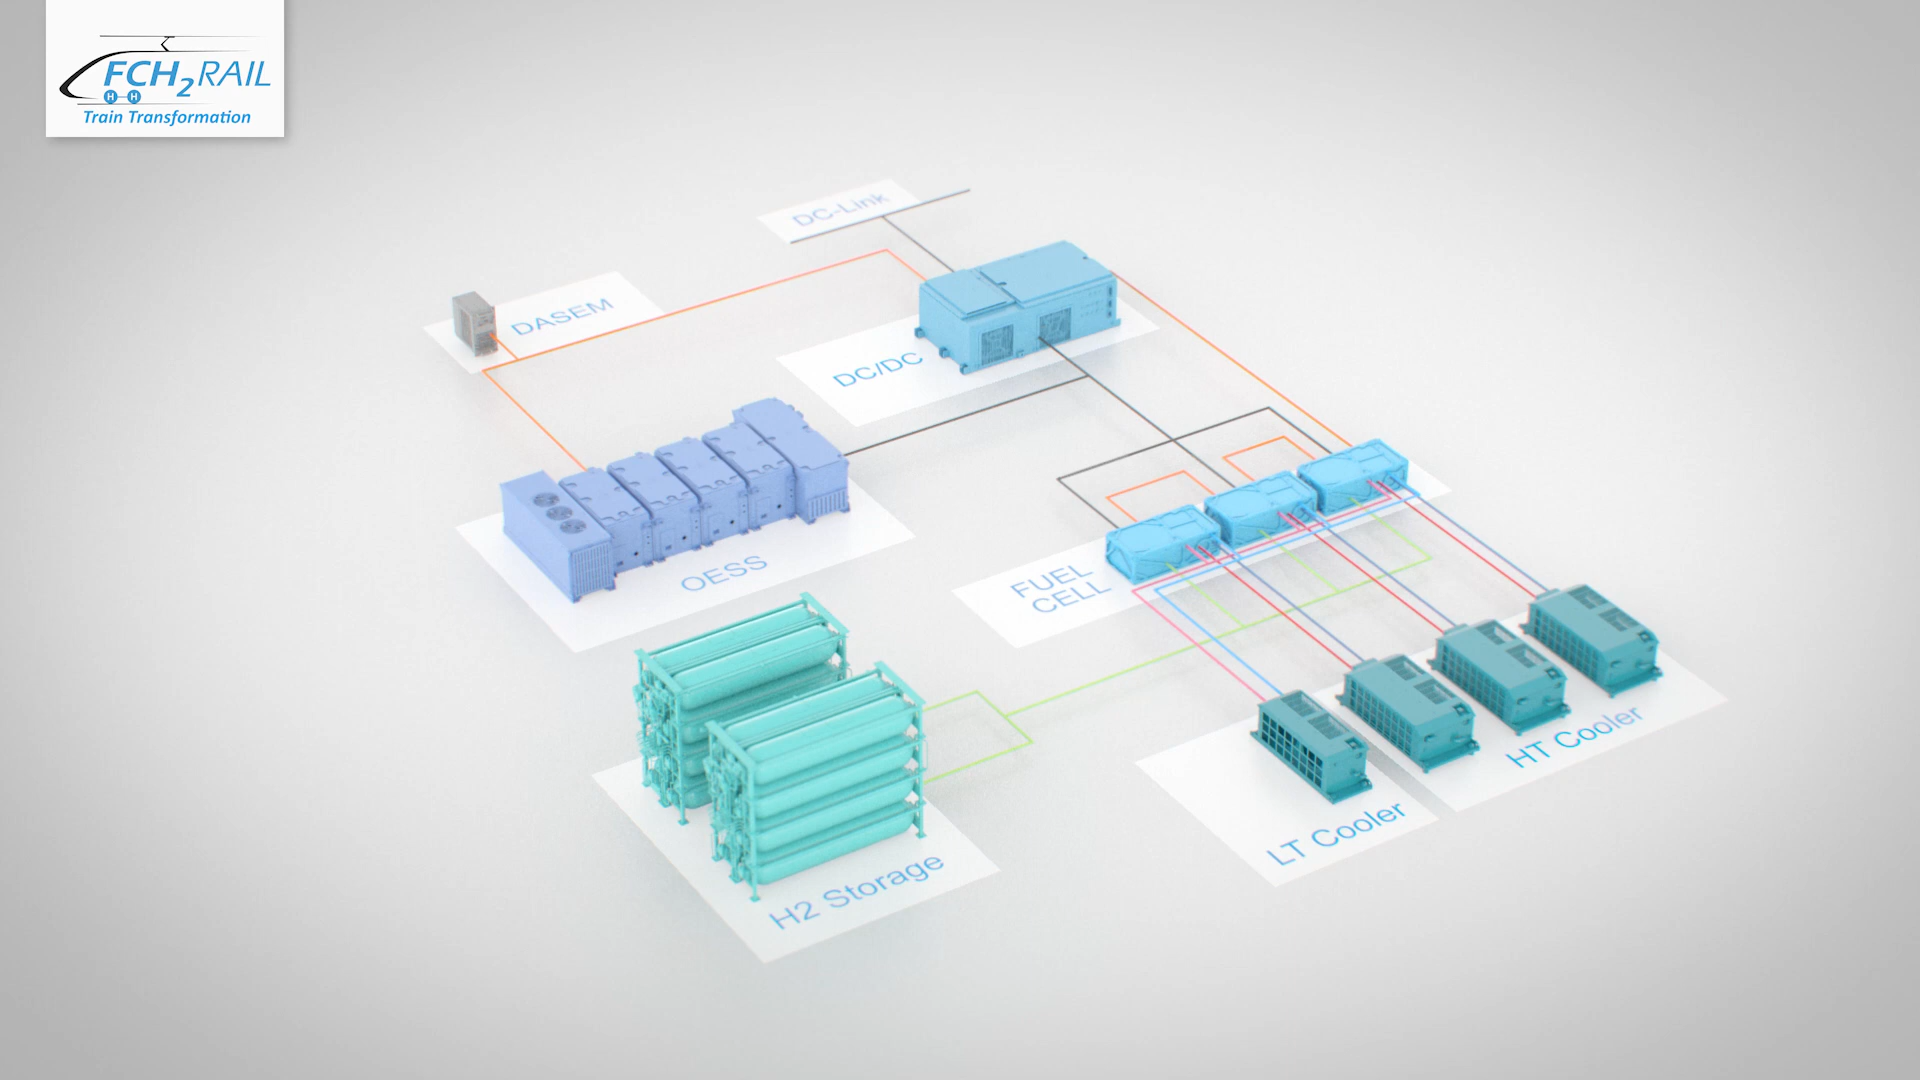 FCH2RAIL
H H
Train Transformation
DC-Link
DASEM
DC/DC
OESS
FUEL
CELL
HT Cooler
LT Cooler
H2 Storage